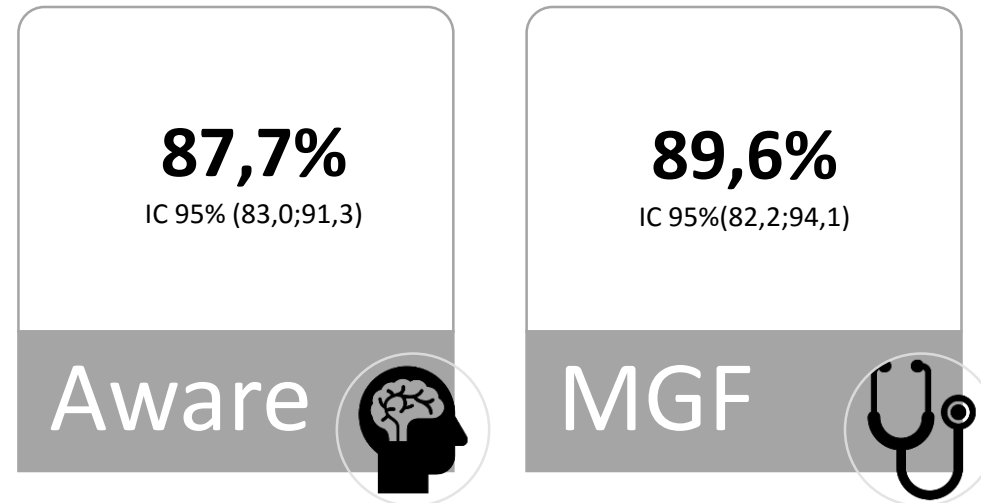 87,7%
IC 95% (83,0;91,3)
Aware
89,6%
IC 95%(82,2;94,1)
MGF